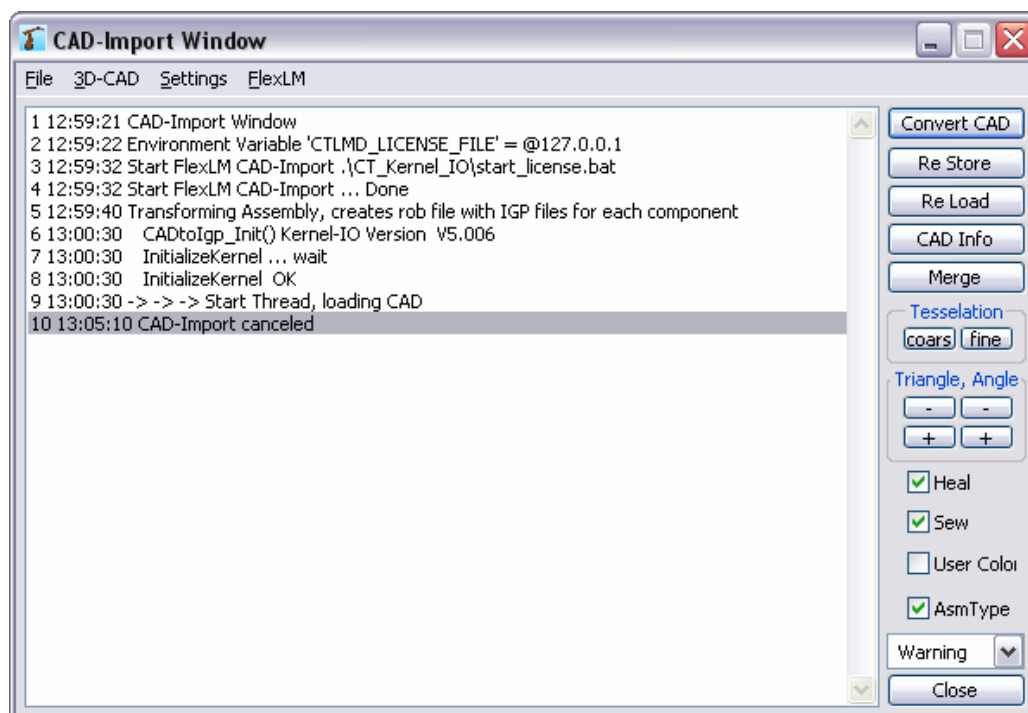 CAD-Import Window
File 3D-CAD Settings FlexLM
1 12:59:21 CAD-Import Window
2 12:59:22 Environment Variable 'CTLMD_LICENSE_FILE' = @127.0.0.1
3 12:59:32 Start FlexLM CAD-Import .\CT_Kernel_IO\start_license.bat
4 12:59:32 Start FlexLM CAD-Import ... Done
5 12:59:40 Transforming Assembly, creates rob file with IGP files for each component
6 13:00:30 CADtoIgp_Init() Kernel-IO Version V5.006
7 13:00:30 InitializeKernel ... wait
8 13:00:30 InitializeKernel OK
9 13:00:30 -> -> -> Start Thread, loading CAD
10 13:05:10 CAD-Import canceled
Convert CAD
Re Store
Re Load
CAD Info
Merge
Tesselation
coars fine
Triangle, Angle
- -
+ +
Heal
Sew
User Color
AsmType
Warning
Close